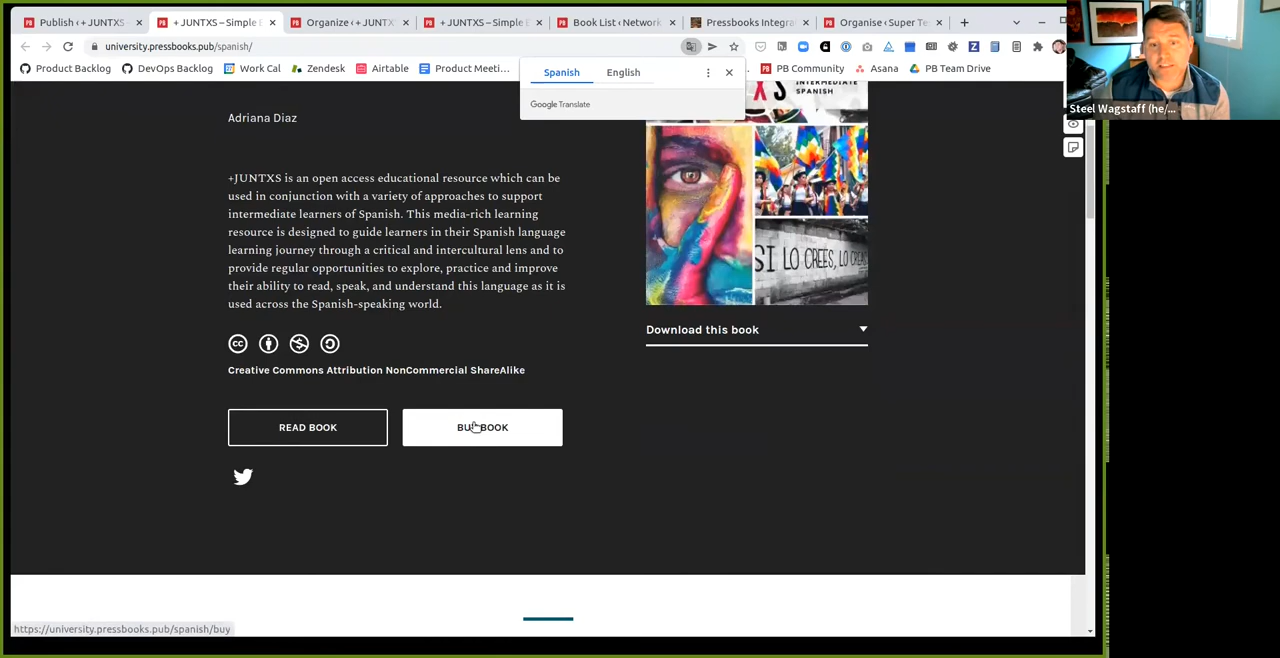 Publish ‹ +JUNTXS
+ JUNTXS – Simple
Organize ‹ +JUNTX
+ JUNTXS – Simple
Book List ‹ Network
Pressbooks Integra
Organise ‹ Super Te
university.pressbooks.pub/spanish/
Product Backlog
DevOps Backlog
Work Cal
Zendesk
Airtable
Product Meeti...
PB Community
Asana
PB Team Drive
Spanish
English
Google Translate
Steel Wagstaff (he/...
INTERMEDIATE
SPANISH
Adriana Diaz
+JUNTXS is an open access educational resource which can be
used in conjunction with a variety of approaches to support
intermediate learners of Spanish. This media-rich learning
resource is designed to guide learners in their Spanish language
learning journey through a critical and intercultural lens and to
provide regular opportunities to explore, practice and improve
their ability to read, speak, and understand this language as it is
used across the Spanish-speaking world.
SI LO CREES, LO CREAS
Download this book
Creative Commons Attribution NonCommercial ShareAlike
READ BOOK
BUY BOOK
https://university.pressbooks.pub/spanish/buy